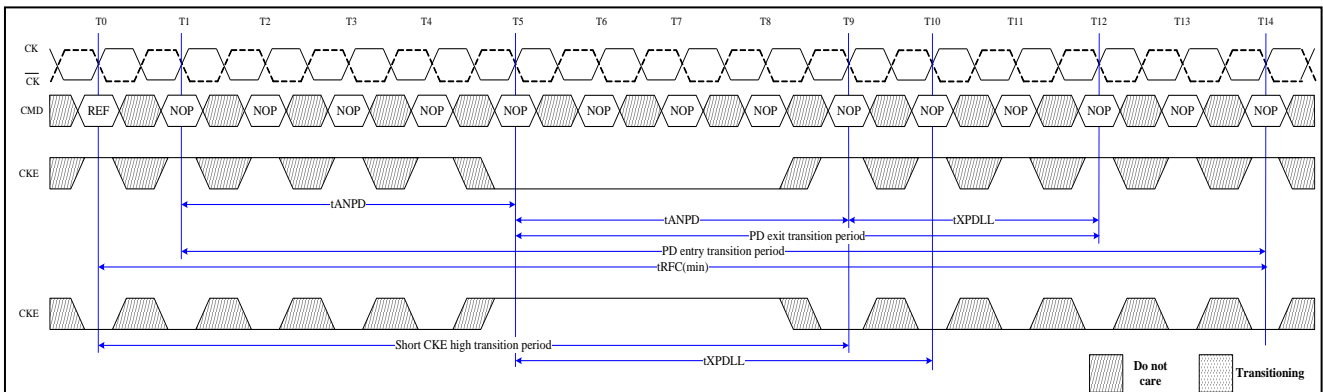 T0 T1 T2 T3 T4 T5 T6 T7 T8 T9 T10 T11 T12 T13 T14
CK
CK
CMD REF NOP NOP NOP NOP NOP NOP NOP NOP NOP NOP NOP NOP NOP NOP
CKE
tANPD
tANPD tXPDLL
PD exit transition period
PD entry transition period
tRFC(min)
CKE
Short CKE high transition period
tXPDLL
Do not
care
Transitioning